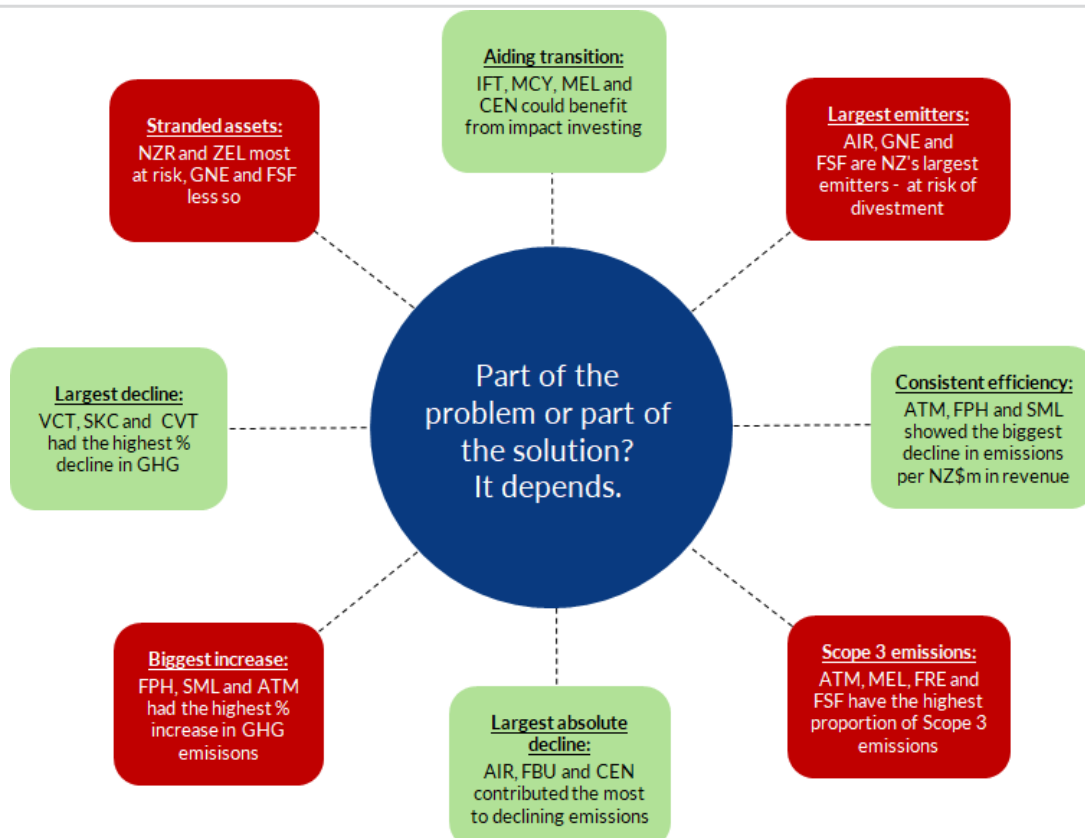 Aiding transition:
IFT, MCY, MEL and
CEN could benefit
from impact investing
Stranded assets:
NZR and ZEL most
at risk, GNE and FSF
less so
Largest emitters:
AIR, GNE and
FSF are NZ's largest
emitters - at risk of
divestment
Part of the
problem or part of
the solution?
It depends.
Largest decline:
VCT, SKC and CVT
had the highest %
decline in GHG
Consistent efficiency:
ATM, FPH and SML
showed the biggest
decline in emissions
per NZ$m in revenue
Biggest increase:
FPH, SML and ATM
had the highest %
increase in GHG
emisisons
Largest absolute
decline:
AIR, FBU and CEN
contributed the most
to declining emissions
Scope 3 emissions:
ATM, MEL, FRE and
FSF have the highest
proportion of Scope 3
emissions